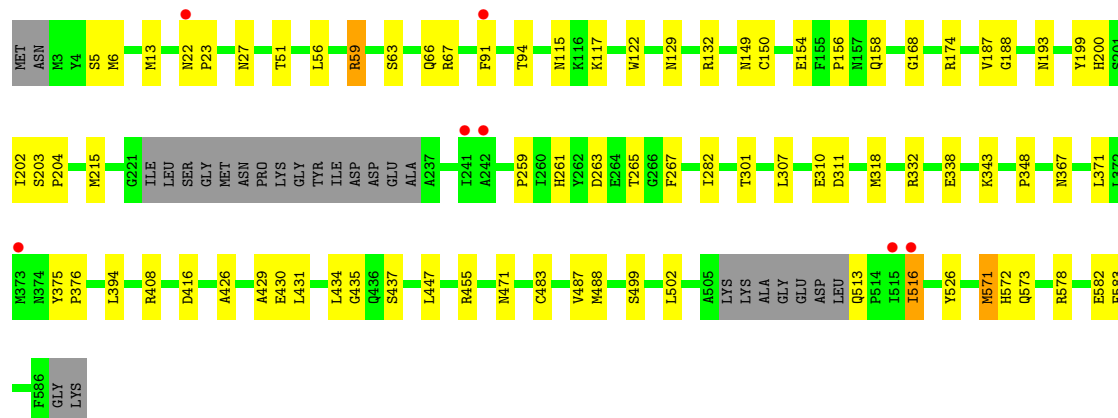 MET ASN M3 Y4 S5 M6 M13 N22 P23 N27 T51 L56 R59 S63 Q66 R67 F91 T94 N115 K116 K117 W122 N129 R132 N149 C150 E154 F155 P156 N157 Q158 G168 R174 V187 G188 N193 Y199 H200 S201
I202 S203 P204 M215 G221 ILE LEU SER GLY MET ASN PRO LYS GLY TYR ILE ASP ASP GLU ALA A237 I241 A242 P259 I260 H261 Y262 D263 E264 T265 G266 F267 I282 T301 L307 E310 D311 M318 R332 E338 K343 P348 N367 L371 L372
M373 N374 Y375 P376 L394 R408 D416 A426 A429 E430 L431 L434 G435 Q436 S437 L447 R455 N471 C483 V487 M488 S499 L502 A505 LYS LYS ALA GLY GLU ASP LEU Q513 P514 I515 I516 Y526 M571 H572 Q573 R578 E582
F586 GLY LYS